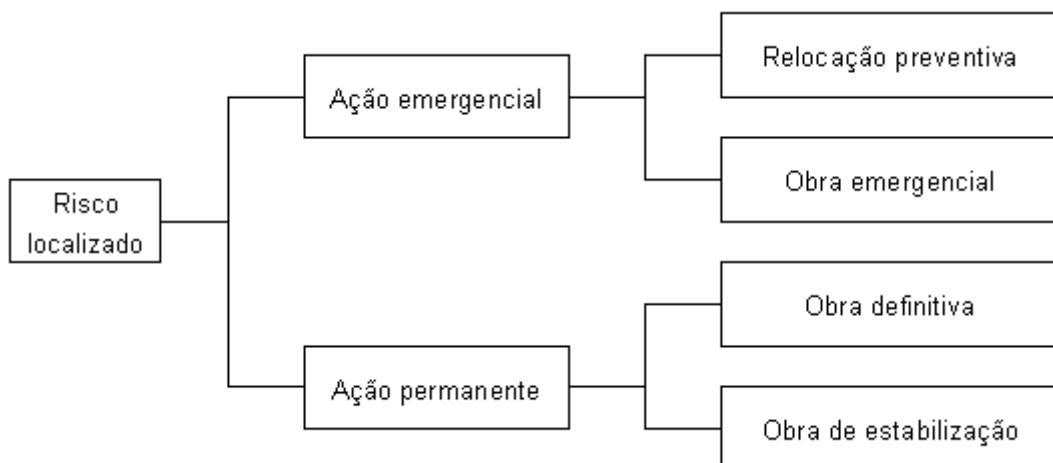 Risco
localizado
Ação emergencial
Relocação preventiva
Obra emergencial
Ação permanente
Obra definitiva
Obra de estabilização